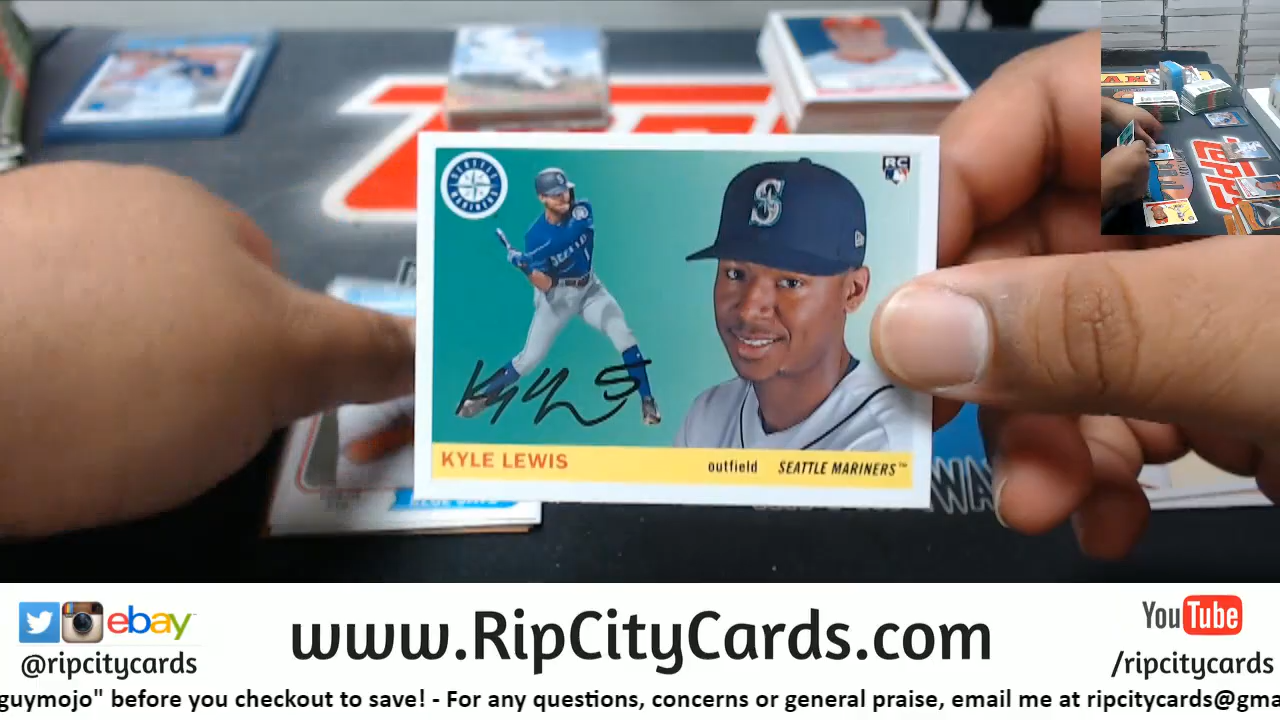 SEATTLE
MARINERS
S
RC
KYLE LEWIS
outfield SEATTLE MARINERS™
ebay
@ripcitycards
www.RipCityCards.com
YouTube
/ripcitycards
guymojo" before you checkout to save! - For any questions, concerns or general praise, email me at ripcitycards@gma